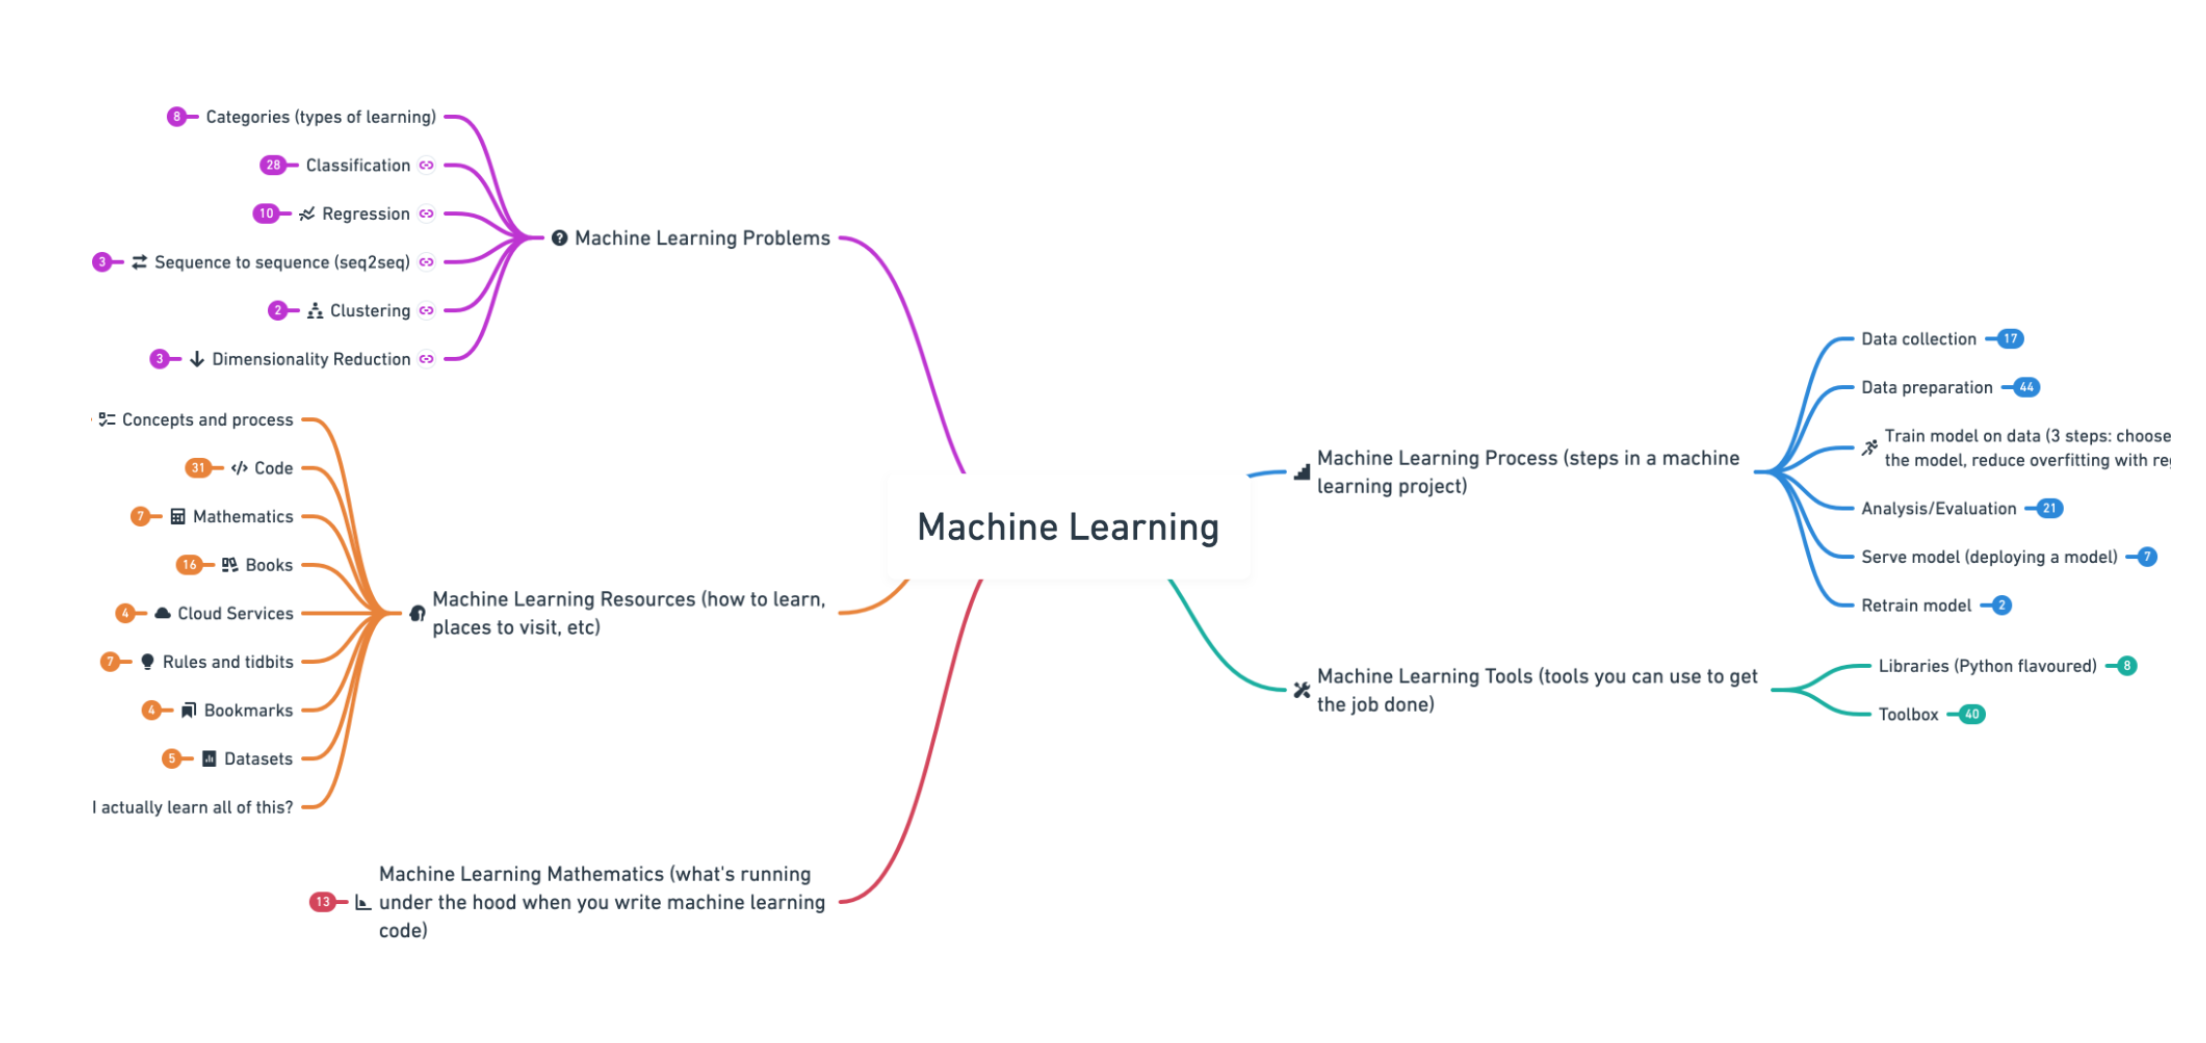 8 Categories (types of learning)
28 Classification
10 Regression
3 Sequence to sequence (seq2seq)
2 Clustering
3 Dimensionality Reduction
? Machine Learning Problems
Concepts and process
31 </> Code
7 Mathematics
16 Books
4 Cloud Services
7 Rules and tidbits
4 Bookmarks
5 Datasets
I actually learn all of this?
Machine Learning Resources (how to learn,
places to visit, etc)
13
Machine Learning Mathematics (what's running
under the hood when you write machine learning
code)
Machine Learning
Machine Learning Process (steps in a machine
learning project)
Data collection 17
Data preparation 44
Train model on data (3 steps: choose
the model, reduce overfitting with
Analysis/Evaluation 21
Serve model (deploying a model) 7
Retrain model 2
Machine Learning Tools (tools you can use to get
the job done)
Libraries (Python flavoured) 8
Toolbox 40